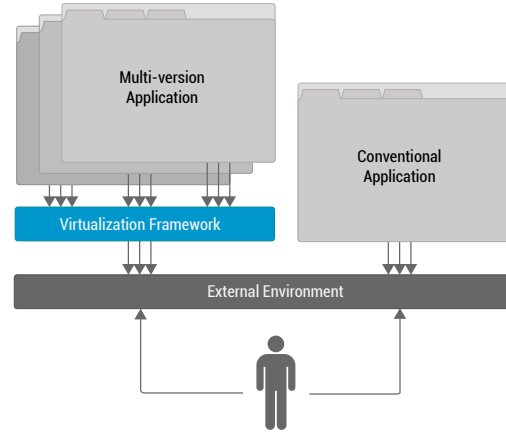 Multi-version
Application
Conventional
Application
Virtualization Framework
External Environment